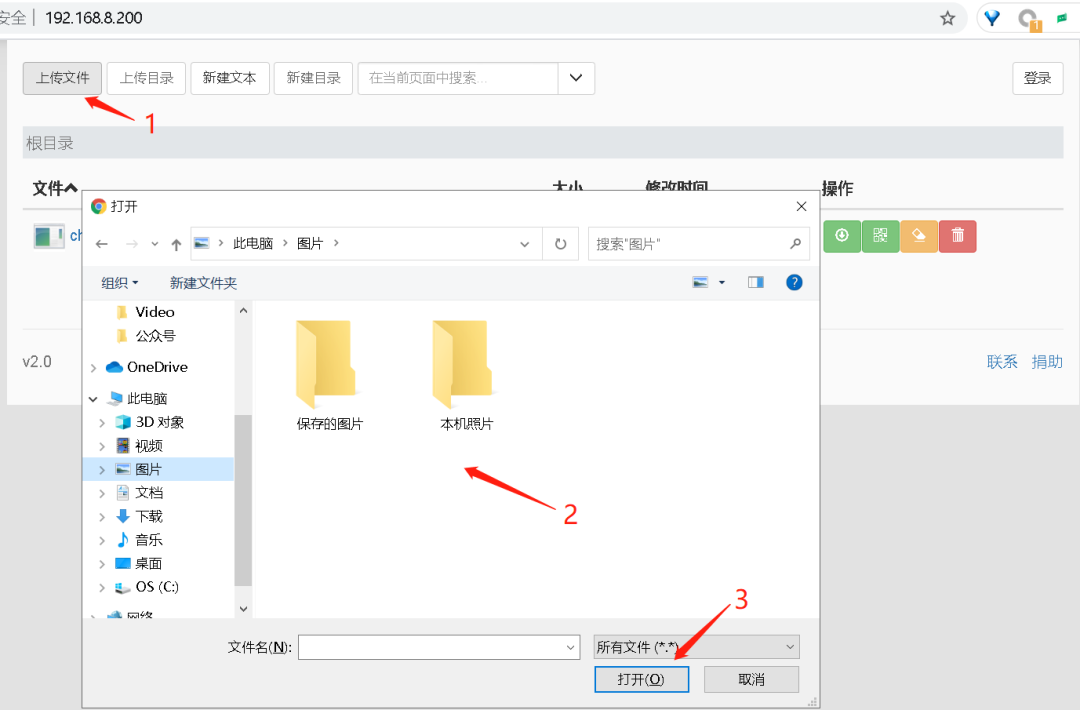 安全 | 192.168.8.200
1
上传文件 上传目录 新建文本 新建目录 在当前页面中搜索... 登录
1
根目录
文件 大小 修改时间 操作
ch
打开
此电脑 图片 搜索"图片"
组织 新建文件夹
?
Video
公众号
OneDrive
此电脑
3D 对象
视频
图片
文档
下载
音乐
桌面
OS (C:)
网络
保存的图片 本机照片
2
3
文件名(N): 所有文件 (*.*)
打开(O) 取消
v2.0 联系 捐助